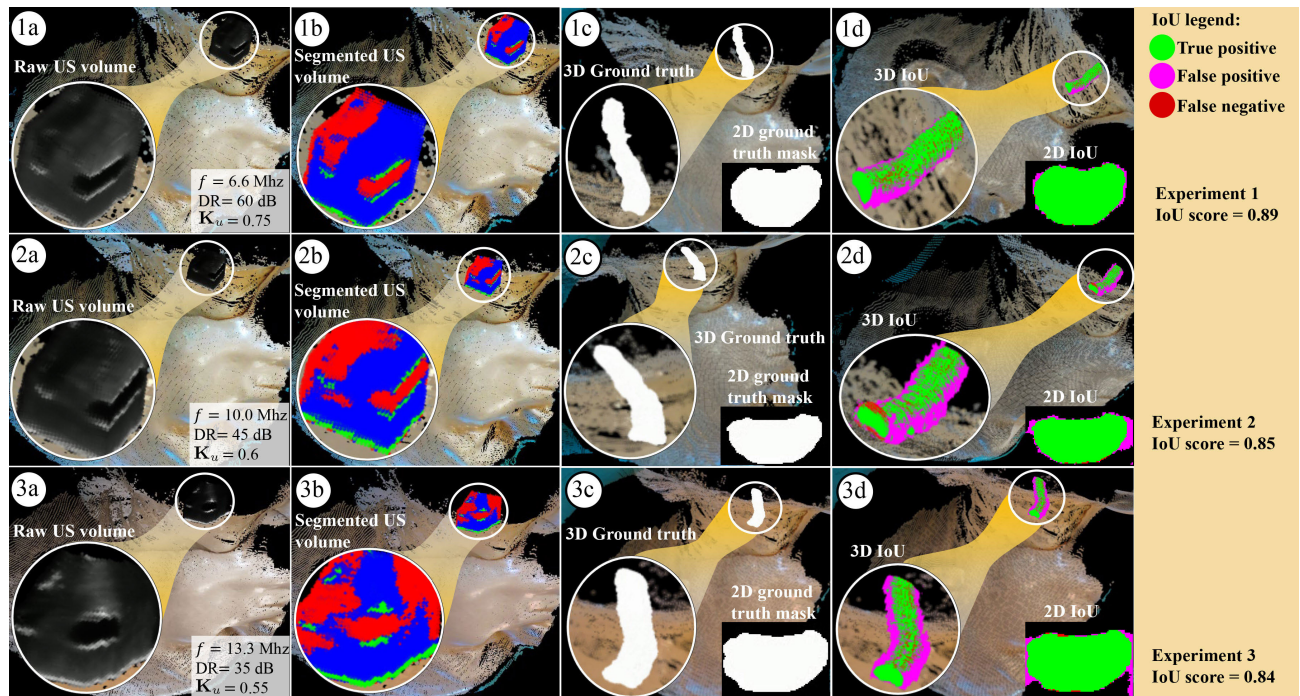 1a
Raw US volume
f = 6.6 Mhz
DR= 60 dB
K_u = 0.75
1b
Segmented US
volume
1c
3D Ground truth
2D ground
truth mask
1d
3D IoU
2D IoU
IoU legend:
True positive
False positive
False negative
Experiment 1
IoU score = 0.89
2a
Raw US volume
f = 10.0 Mhz
DR= 45 dB
K_u = 0.6
2b
Segmented US
volume
2c
3D Ground truth
2D ground
truth mask
2d
3D IoU
2D IoU
Experiment 2
IoU score = 0.85
3a
Raw US volume
f = 13.3 Mhz
DR= 35 dB
K_u = 0.55
3b
Segmented US
volume
3c
3D Ground truth
2D ground
truth mask
3d
3D IoU
2D IoU
Experiment 3
IoU score = 0.84